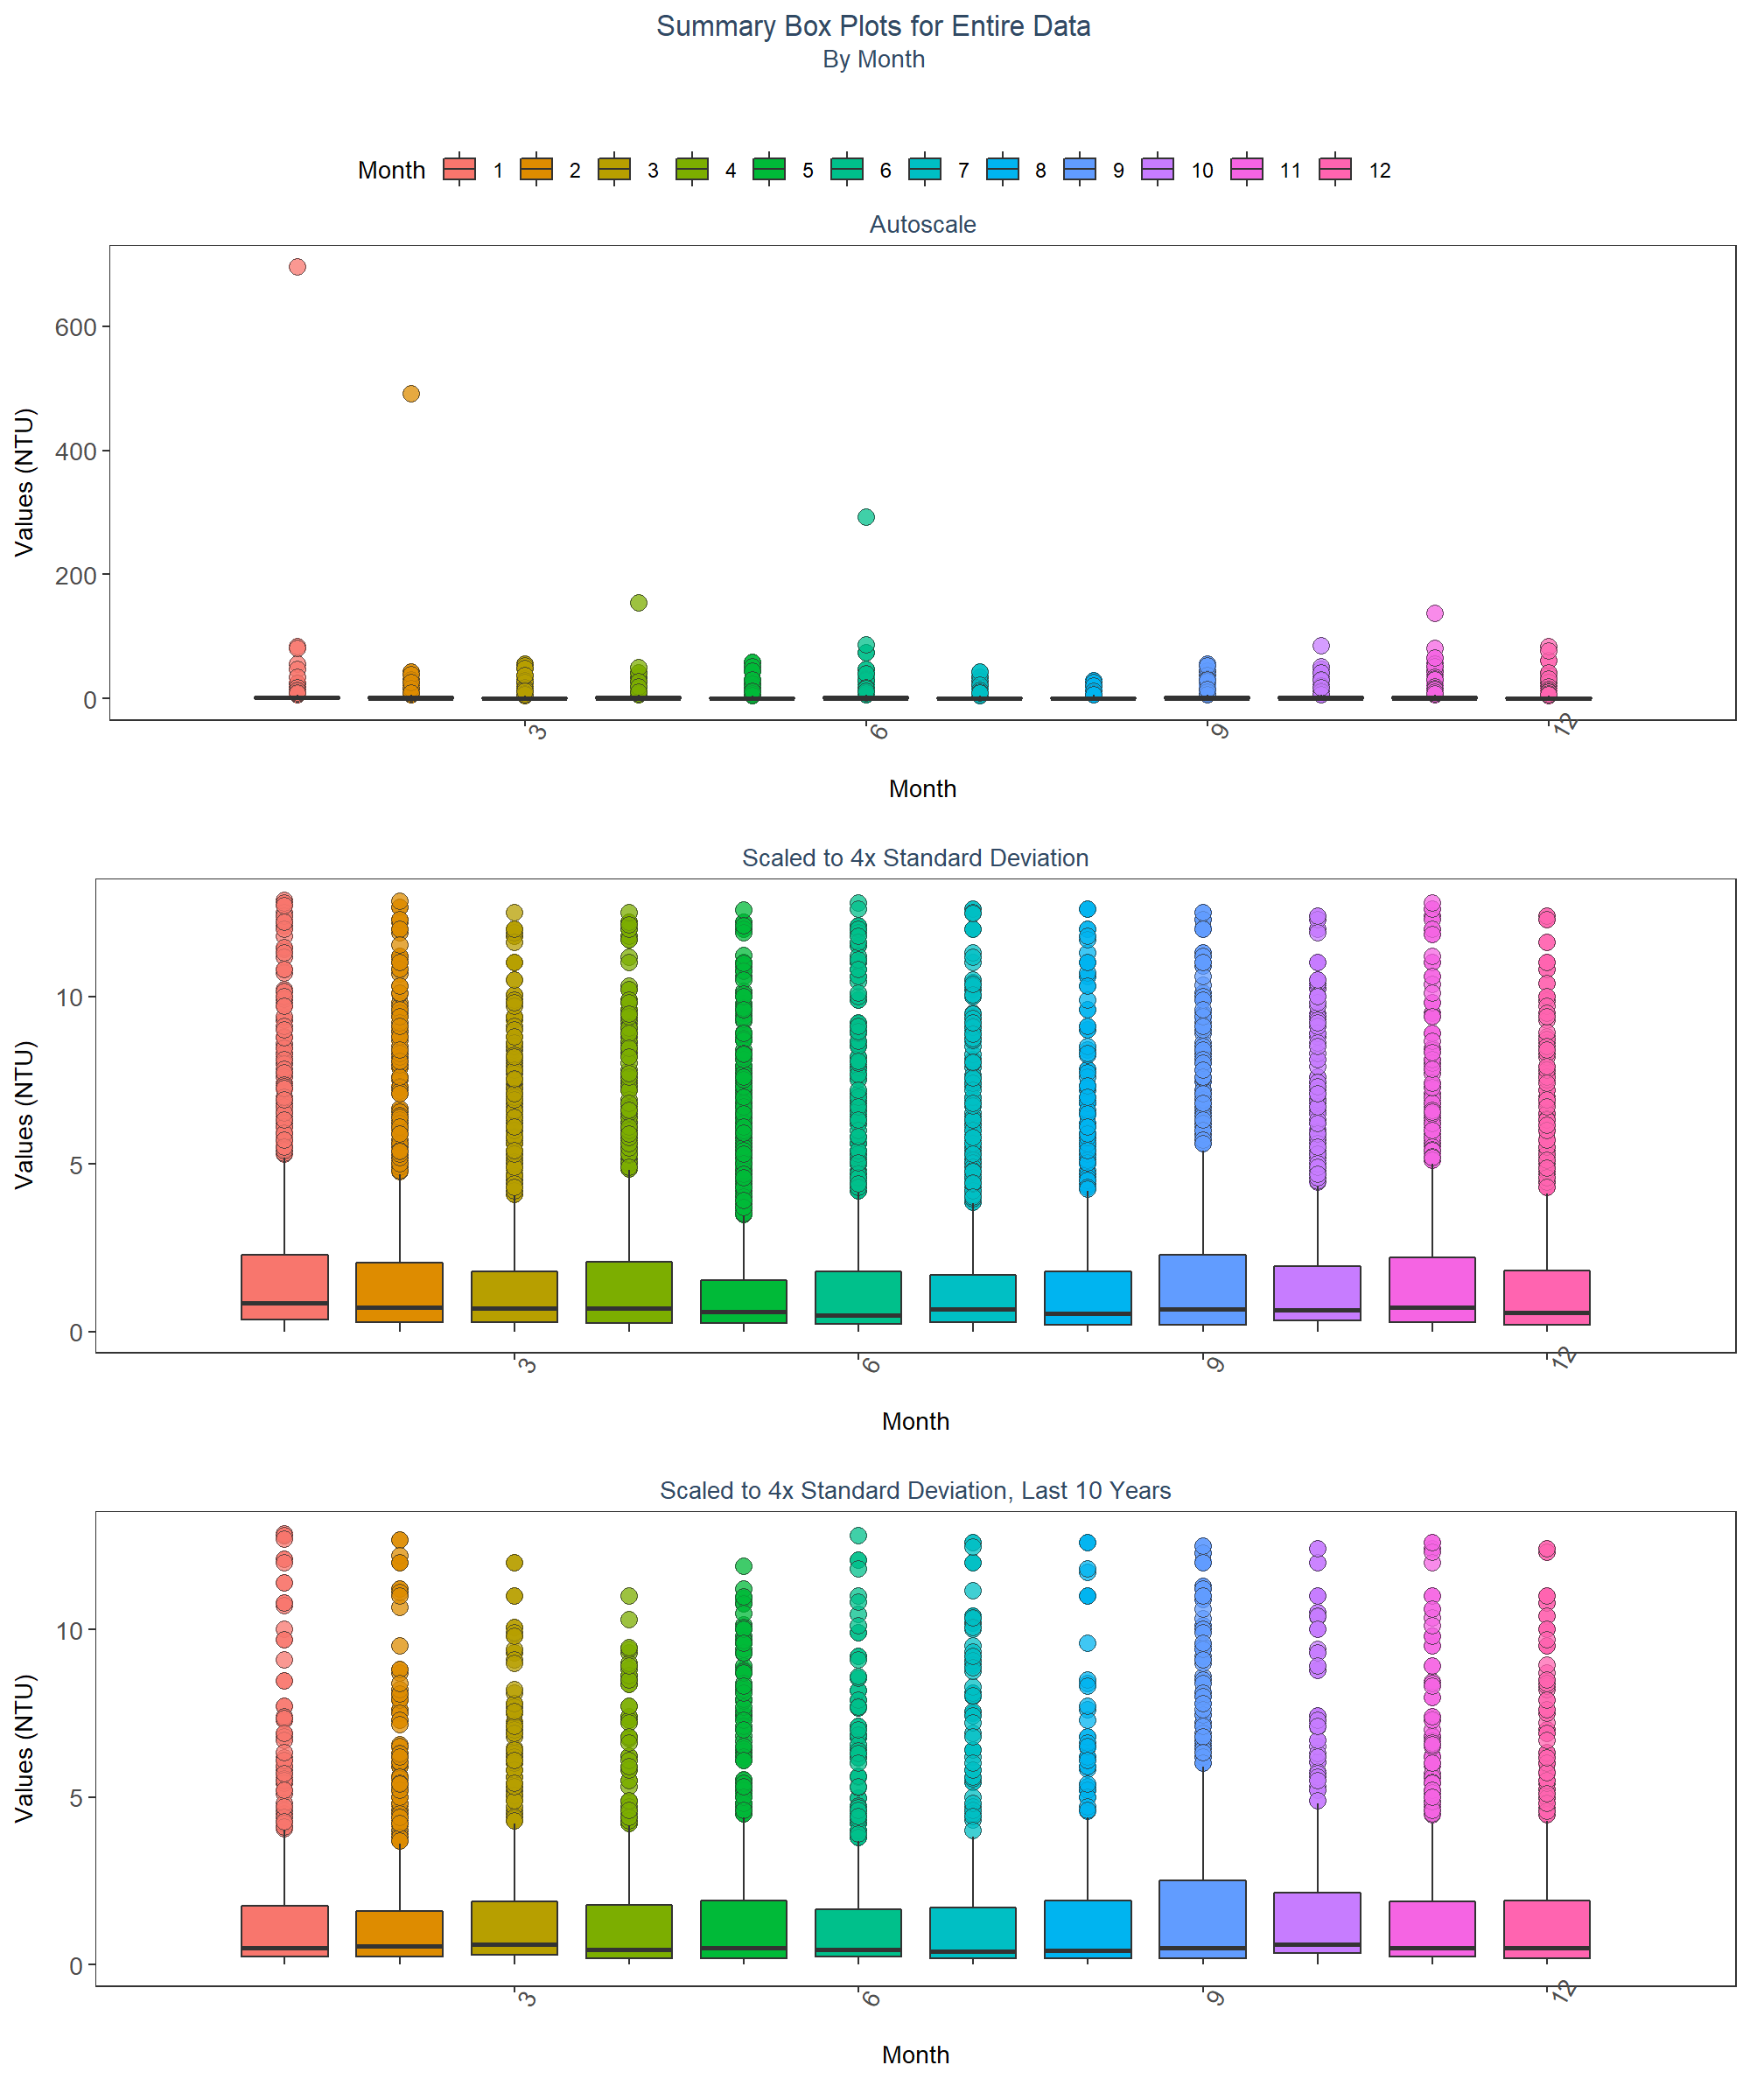 Summary Box Plots for Entire Data
By Month
Month 1 2 3 4 5 6 7 8 9 10 11 12
Autoscale
Values (NTU)
600
400
200
0
3 6 9 12
Month
Scaled to 4x Standard Deviation
Values (NTU)
10
5
0
3 6 9 12
Month
Scaled to 4x Standard Deviation, Last 10 Years
Values (NTU)
10
5
0
3 6 9 12
Month